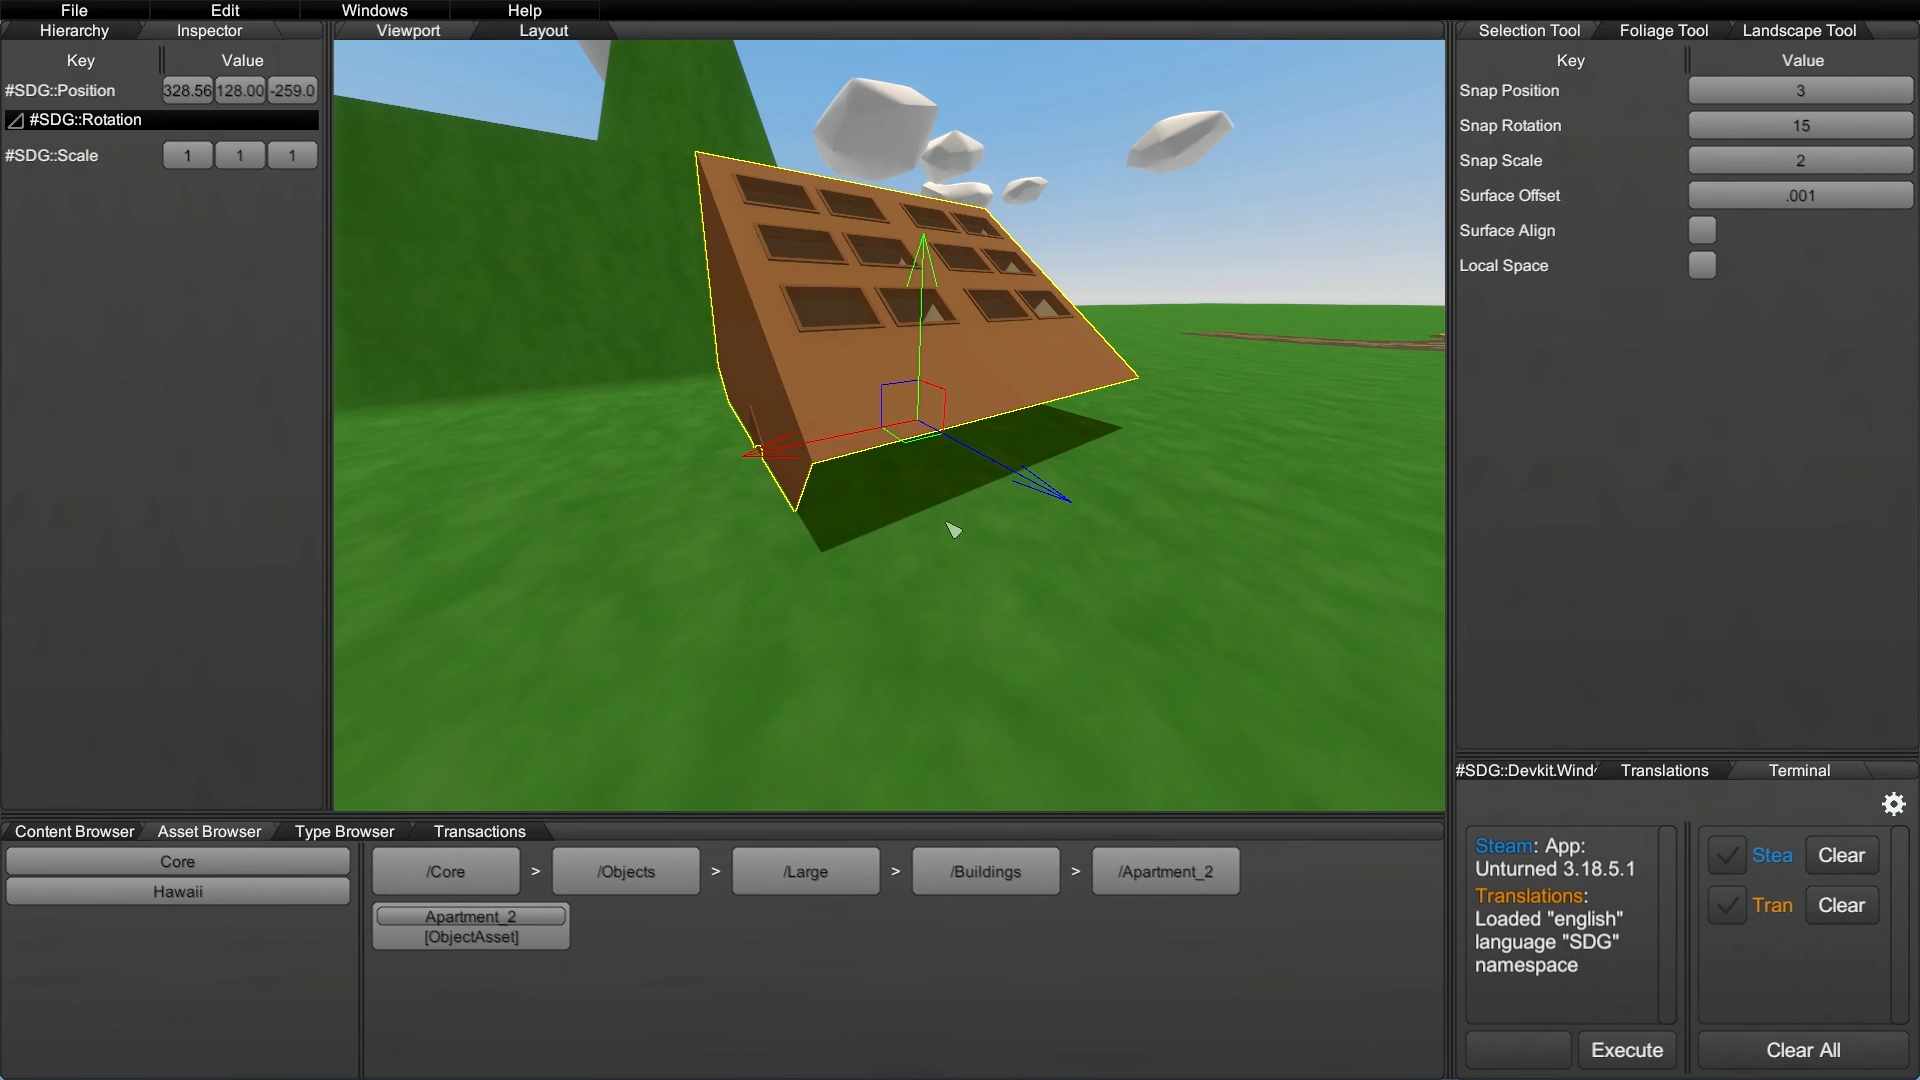 File Edit Windows Help
Hierarchy Inspector
Key Value
#SDG::Position 328.56 128.00 -259.0
#SDG::Rotation
#SDG::Scale 1 1 1
Viewport Layout
Selection Tool Foliage Tool Landscape Tool
Key Value
Snap Position 3
Snap Rotation 15
Snap Scale 2
Surface Offset .001
Surface Align
Local Space
Content Browser Asset Browser Type Browser Transactions
Core
Hawaii
/Core > /Objects > /Large > /Buildings > /Apartment_2
Apartment_2
[ObjectAsset]
#SDG::Devkit.Wind Translations Terminal
Steam: App:
Unturned 3.18.5.1
Translations:
Loaded "english"
language "SDG"
namespace
Stea Clear
Tran Clear
Execute Clear All